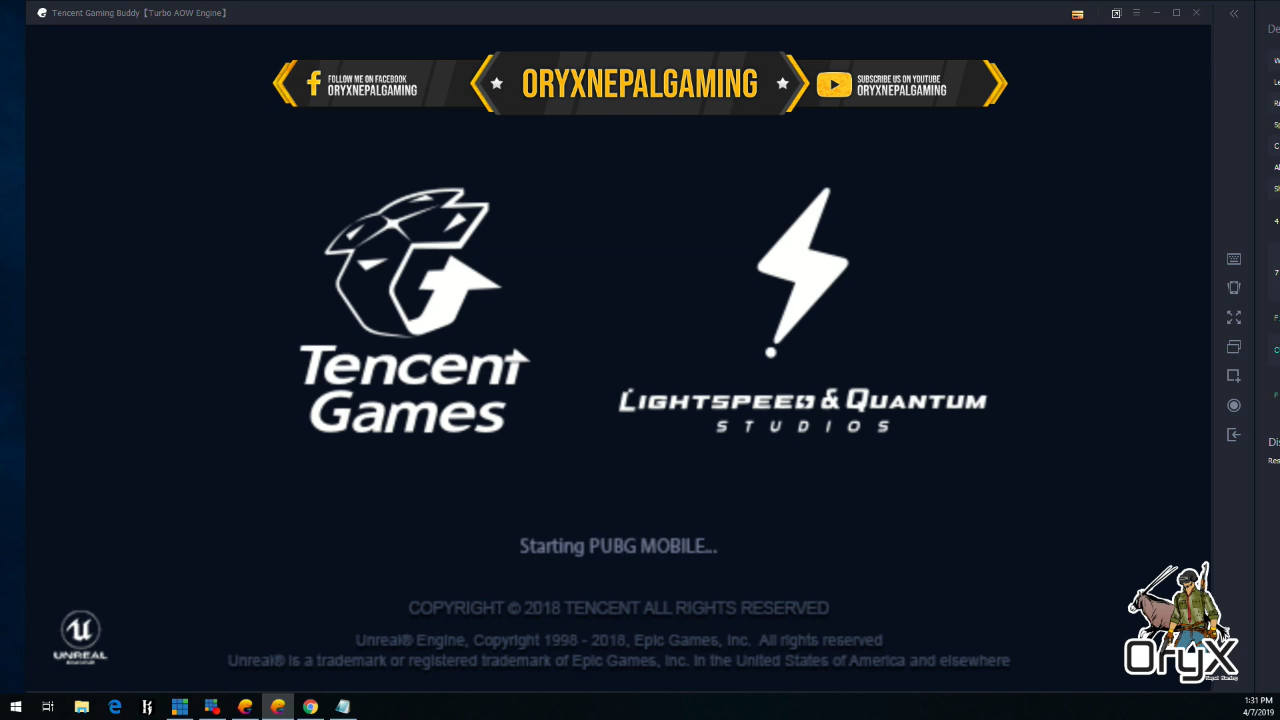 Tencent Gaming Buddy【Turbo AOW Engine】
FOLLOW ME ON FACEBOOK
ORYXNEPALGAMING
ORYXNEPALGAMING
SUBSCRIBE US ON YOUTUBE
ORYXNEPALGAMING
Tencent
Games
LIGHTSPEED & QUANTUM
STUDIOS
Starting PUBG MOBILE...
COPYRIGHT © 2018 TENCENT ALL RIGHTS RESERVED
Unreal® Engine, Copyright 1998 - 2018, Epic Games, Inc. All rights reserved
Unreal® is a trademark or registered trademark of Epic Games, Inc. in the United States of America and elsewhere
UNREAL
OryX
Nepal Gaming
1:31 PM
4/7/2019